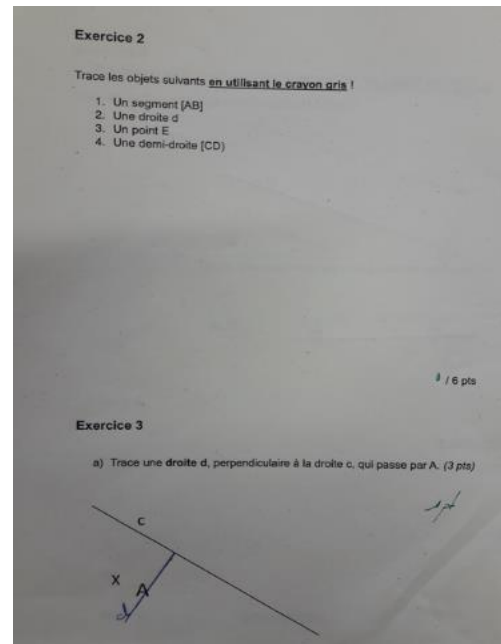 Exercice 2
Trace les objets suivants en utilisant le crayon gris !
1. Un segment [AB]
2. Une droite d
3. Un point E
4. Une demi-droite [CD)
/ 6 pts
Exercice 3
a) Trace une droite d, perpendiculaire à la droite c, qui passe par A. (3 pts)
1pt
c
X A
d